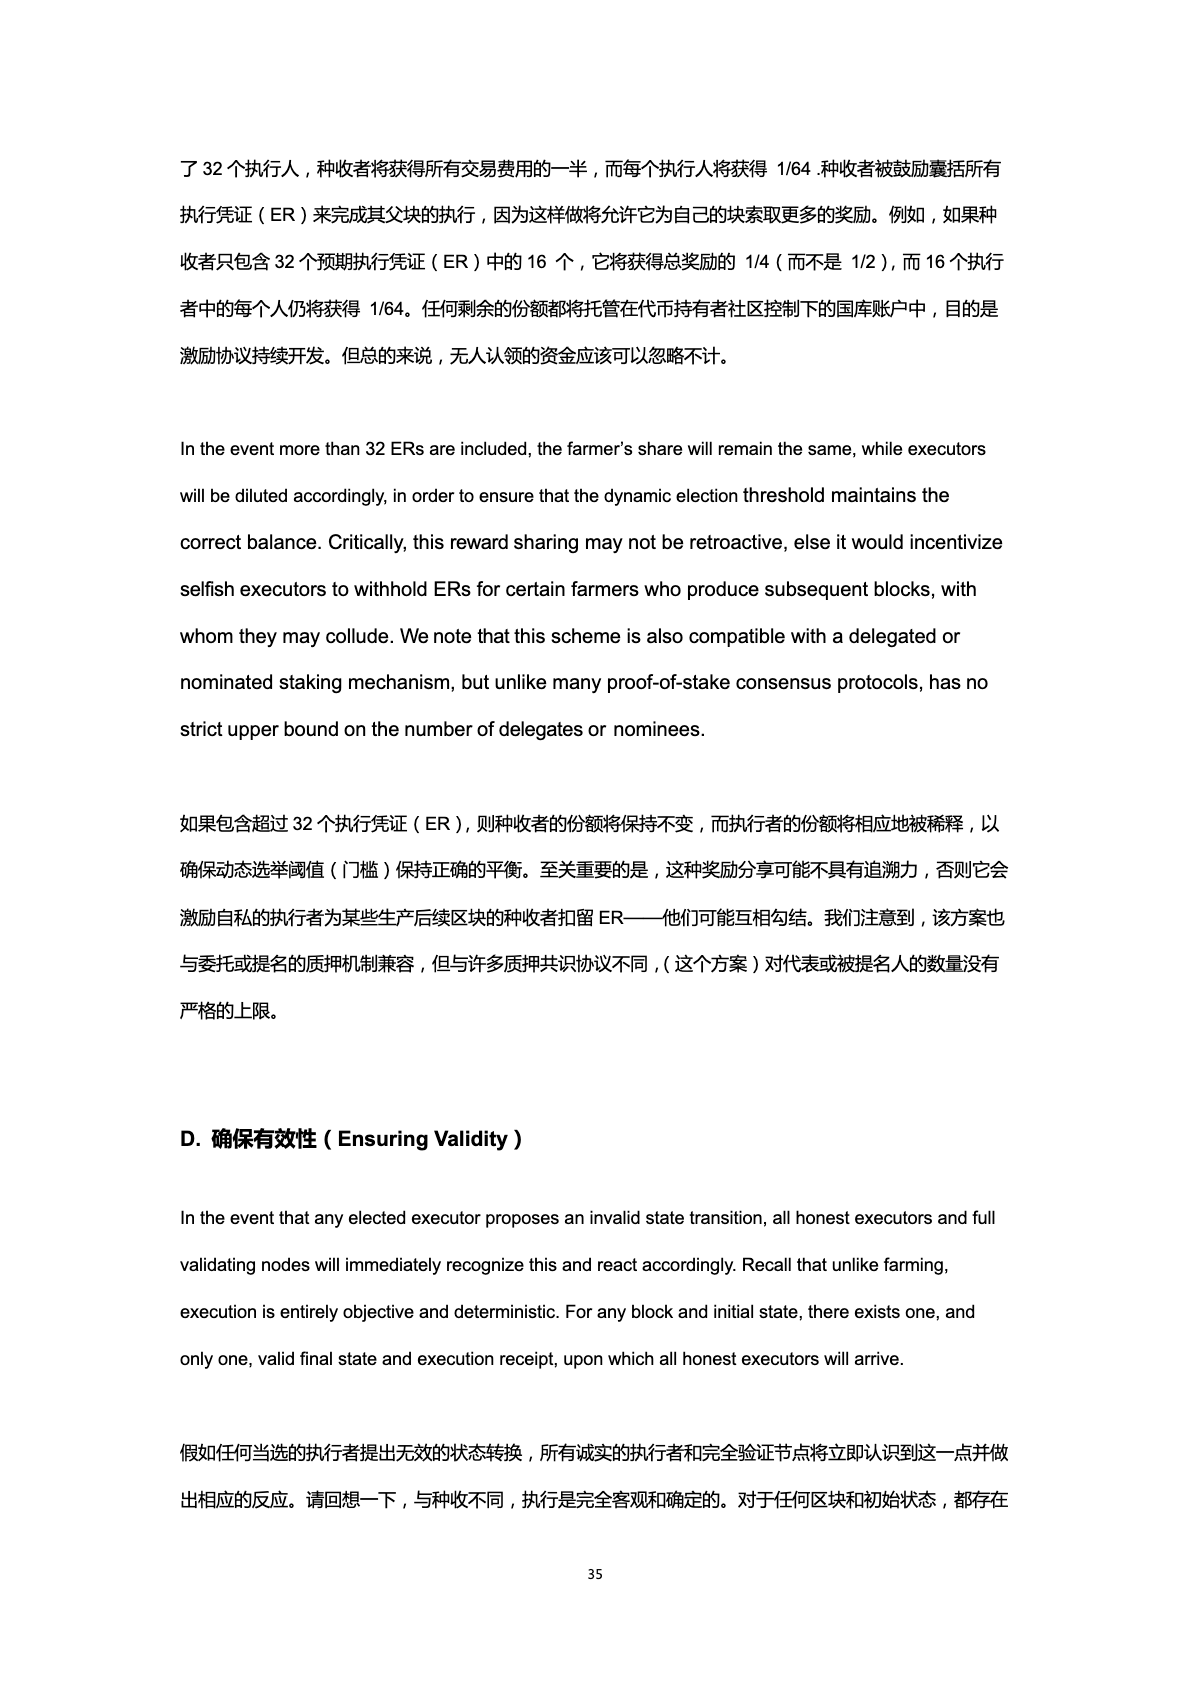 了 32 个执行人，种收者将获得所有交易费用的一半，而每个执行人将获得 1/64 .种收者被鼓励囊括所有
执行凭证（ER）来完成其父块的执行，因为这样做将允许它为自己的块索取更多的奖励。例如，如果种
收者只包含 32 个预期执行凭证（ER）中的 16 个，它将获得总奖励的 1/4（而不是 1/2），而 16 个执行
者中的每个人仍将获得 1/64。任何剩余的份额都将托管在代币持有者社区控制下的国库账户中，目的是
激励协议持续开发。但总的来说，无人认领的资金应该可以忽略不计。
In the event more than 32 ERs are included, the farmer’s share will remain the same, while executors
will be diluted accordingly, in order to ensure that the dynamic election threshold maintains the
correct balance. Critically, this reward sharing may not be retroactive, else it would incentivize
selfish executors to withhold ERs for certain farmers who produce subsequent blocks, with
whom they may collude. We note that this scheme is also compatible with a delegated or
nominated staking mechanism, but unlike many proof-of-stake consensus protocols, has no
strict upper bound on the number of delegates or nominees.
如果包含超过 32 个执行凭证（ER），则种收者的份额将保持不变，而执行者的份额将相应地被稀释，以
确保动态选举阈值（门槛）保持正确的平衡。至关重要的是，这种奖励分享可能不具有追溯力，否则它会
激励自私的执行者为某些生产后续区块的种收者扣留 ER——他们可能互相勾结。我们注意到，该方案也
与委托或提名的质押机制兼容，但与许多质押共识协议不同，（这个方案）对代表或被提名人的数量没有
严格的上限。
D. 确保有效性（Ensuring Validity）
In the event that any elected executor proposes an invalid state transition, all honest executors and full
validating nodes will immediately recognize this and react accordingly. Recall that unlike farming,
execution is entirely objective and deterministic. For any block and initial state, there exists one, and
only one, valid final state and execution receipt, upon which all honest executors will arrive.
假如任何当选的执行者提出无效的状态转换，所有诚实的执行者和完全验证节点将立即认识到这一点并做
出相应的反应。请回想一下，与种收不同，执行是完全客观和确定的。对于任何区块和初始状态，都存在
35